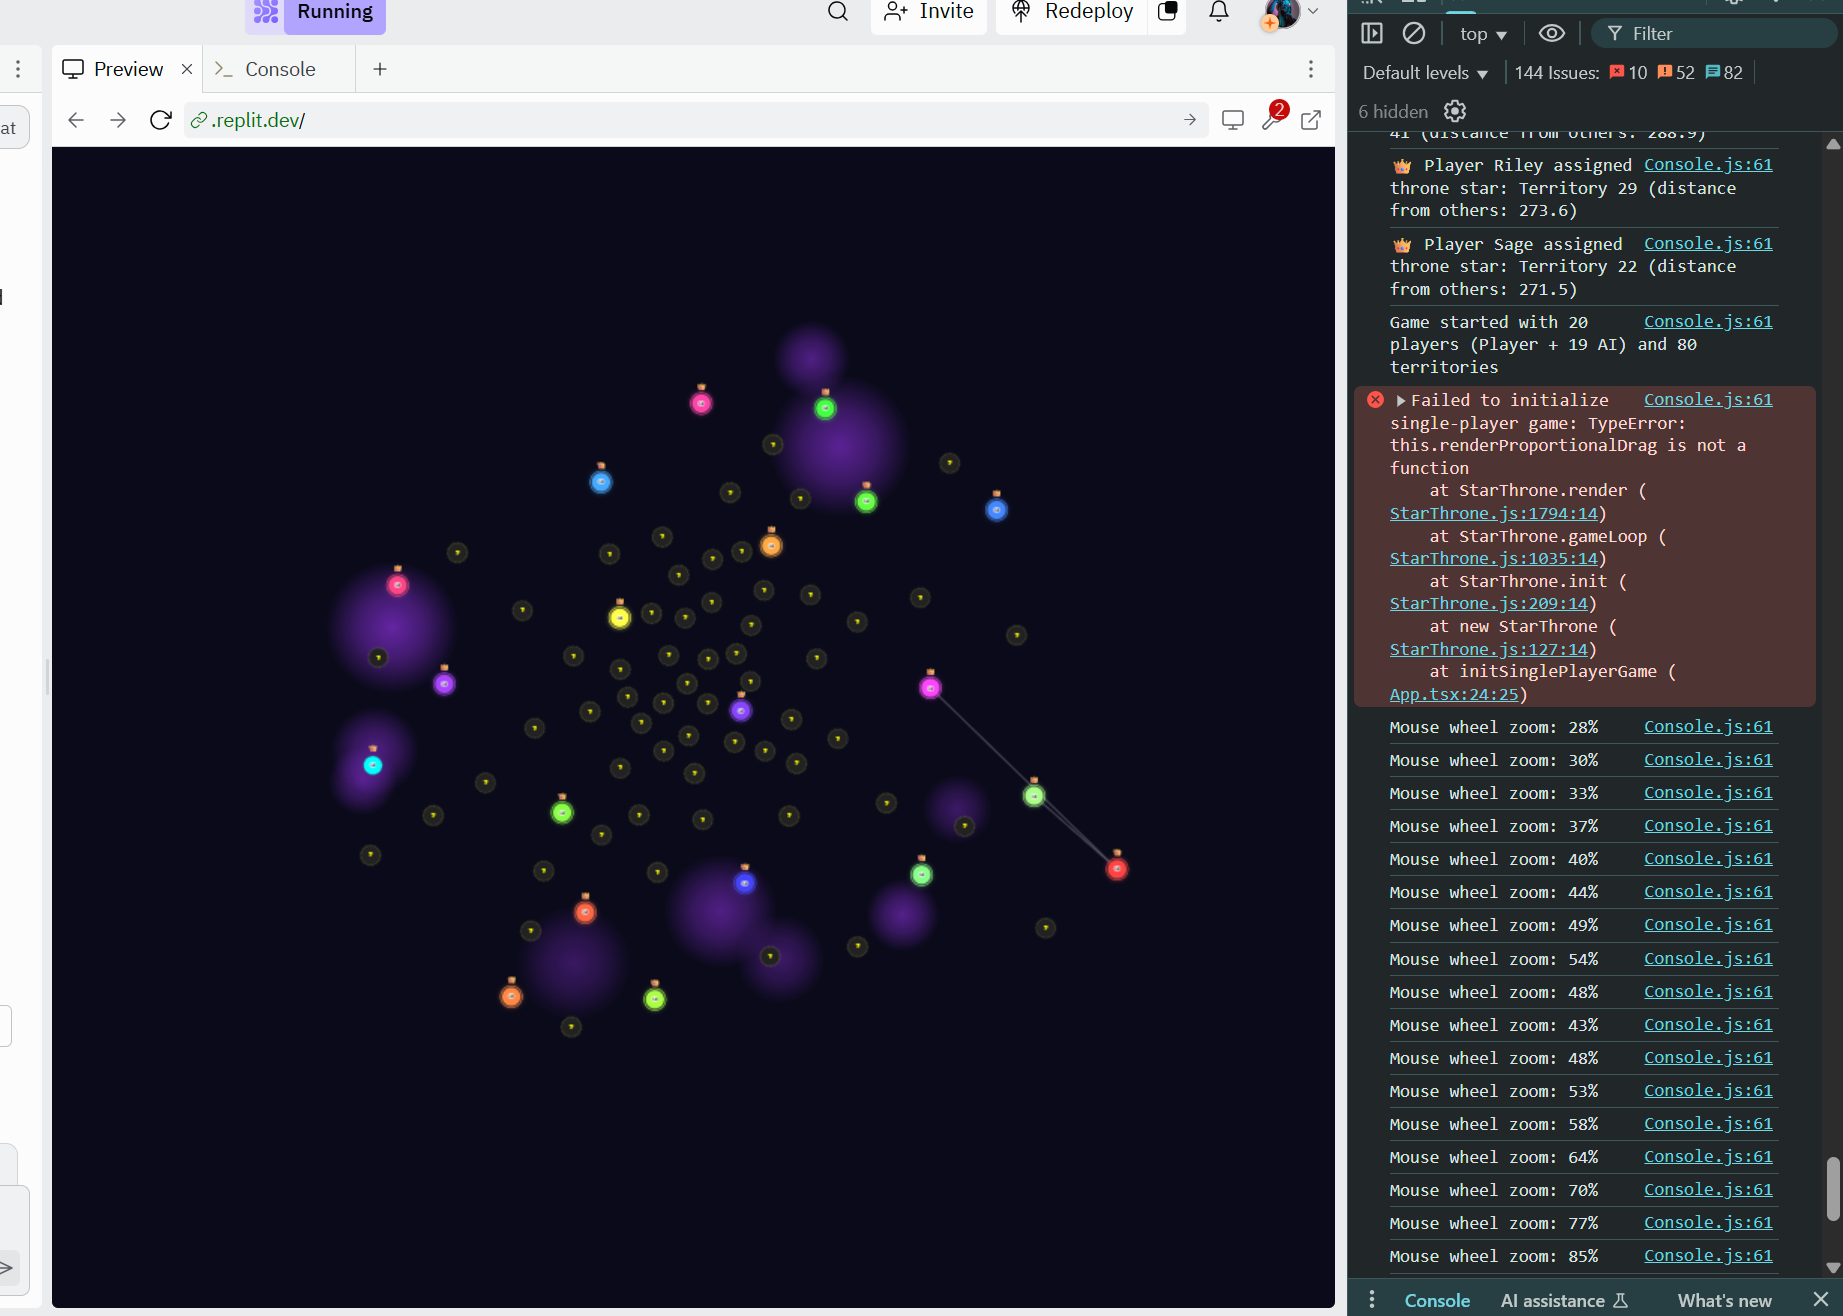 Running
Invite
Redeploy
Preview
Console
.replit.dev/
2
at
top
Filter
Default levels
144 Issues: 10 52 82
6 hidden
41 (distance from others: 288.9)
Player Riley assigned Console.js:61
throne star: Territory 29 (distance
from others: 273.6)
Player Sage assigned Console.js:61
throne star: Territory 22 (distance
from others: 271.5)
Game started with 20 Console.js:61
players (Player + 19 AI) and 80
territories
Failed to initialize Console.js:61
single-player game: TypeError:
this.renderProportionalDrag is not a
function
at StarThrone.render (
StarThrone.js:1794:14)
at StarThrone.gameLoop (
StarThrone.js:1035:14)
at StarThrone.init (
StarThrone.js:209:14)
at new StarThrone (
StarThrone.js:127:14)
at initSinglePlayerGame (
App.tsx:24:25)
Mouse wheel zoom: 28% Console.js:61
Mouse wheel zoom: 30% Console.js:61
Mouse wheel zoom: 33% Console.js:61
Mouse wheel zoom: 37% Console.js:61
Mouse wheel zoom: 40% Console.js:61
Mouse wheel zoom: 44% Console.js:61
Mouse wheel zoom: 49% Console.js:61
Mouse wheel zoom: 54% Console.js:61
Mouse wheel zoom: 48% Console.js:61
Mouse wheel zoom: 43% Console.js:61
Mouse wheel zoom: 48% Console.js:61
Mouse wheel zoom: 53% Console.js:61
Mouse wheel zoom: 58% Console.js:61
Mouse wheel zoom: 64% Console.js:61
Mouse wheel zoom: 70% Console.js:61
Mouse wheel zoom: 77% Console.js:61
Mouse wheel zoom: 85% Console.js:61
Console
AI assistance
What's new